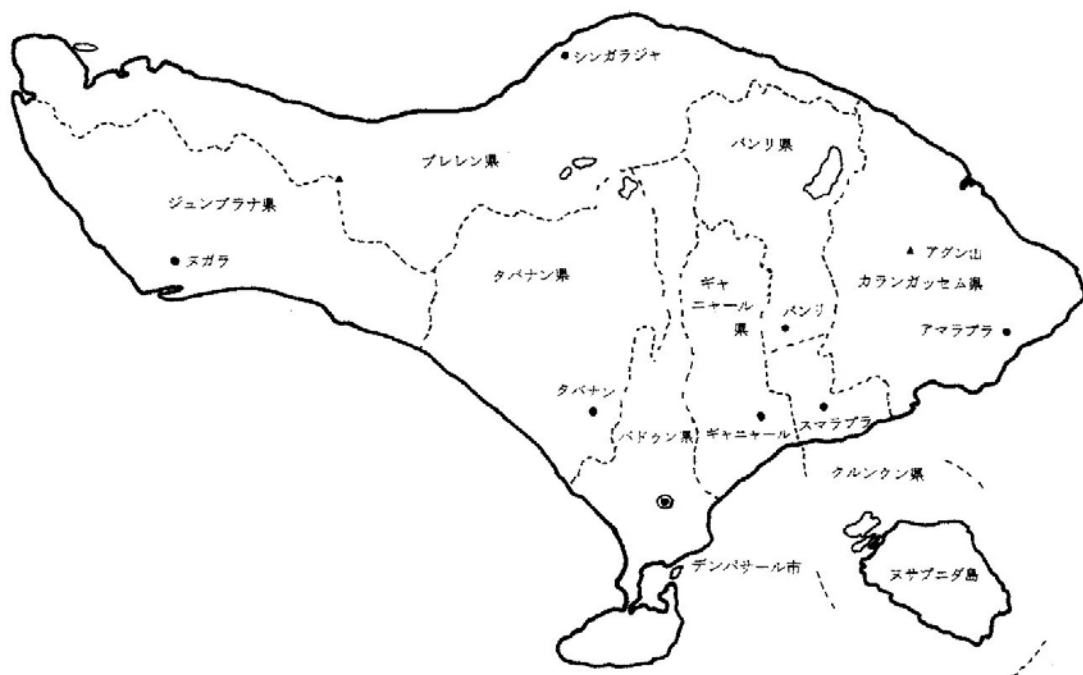 シンガラジャ
バンリ県
ブレレン県
ジュンブラナ県
アグン山
ヌガラ
タバナン県
ギャ
ニャール
県
カランガッセム県
バンリ
アマラプラ
タバナン
スマラプラ
バドゥン県
ギャニャール
クルンクン県
デンパサール市
ヌサプニダ島